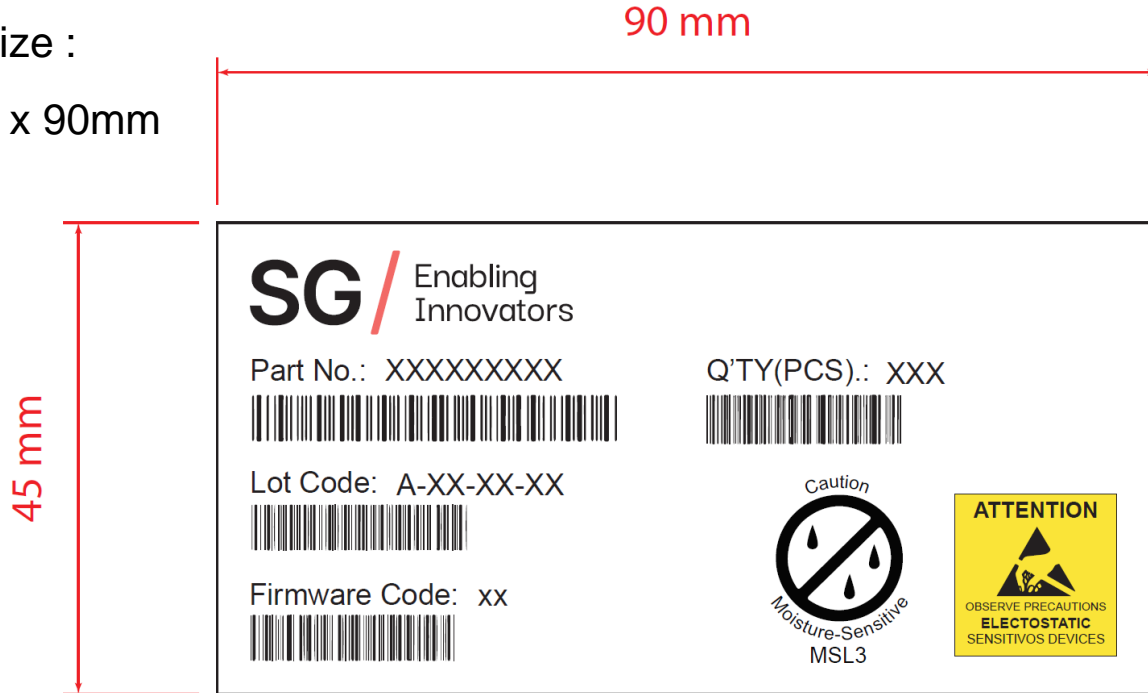 ize :
x 90mm
90 mm
45 mm
SG/ Enabling
Innovators
Part No.: XXXXXXXXX
Q'TY(PCS).: XXX
Lot Code: A-XX-XX-XX
Firmware Code: xx
Caution
Moisture-Sensitive
MSL3
ATTENTION
OBSERVE PRECAUTIONS
ELECTOSTATIC
SENSITIVOS DEVICES